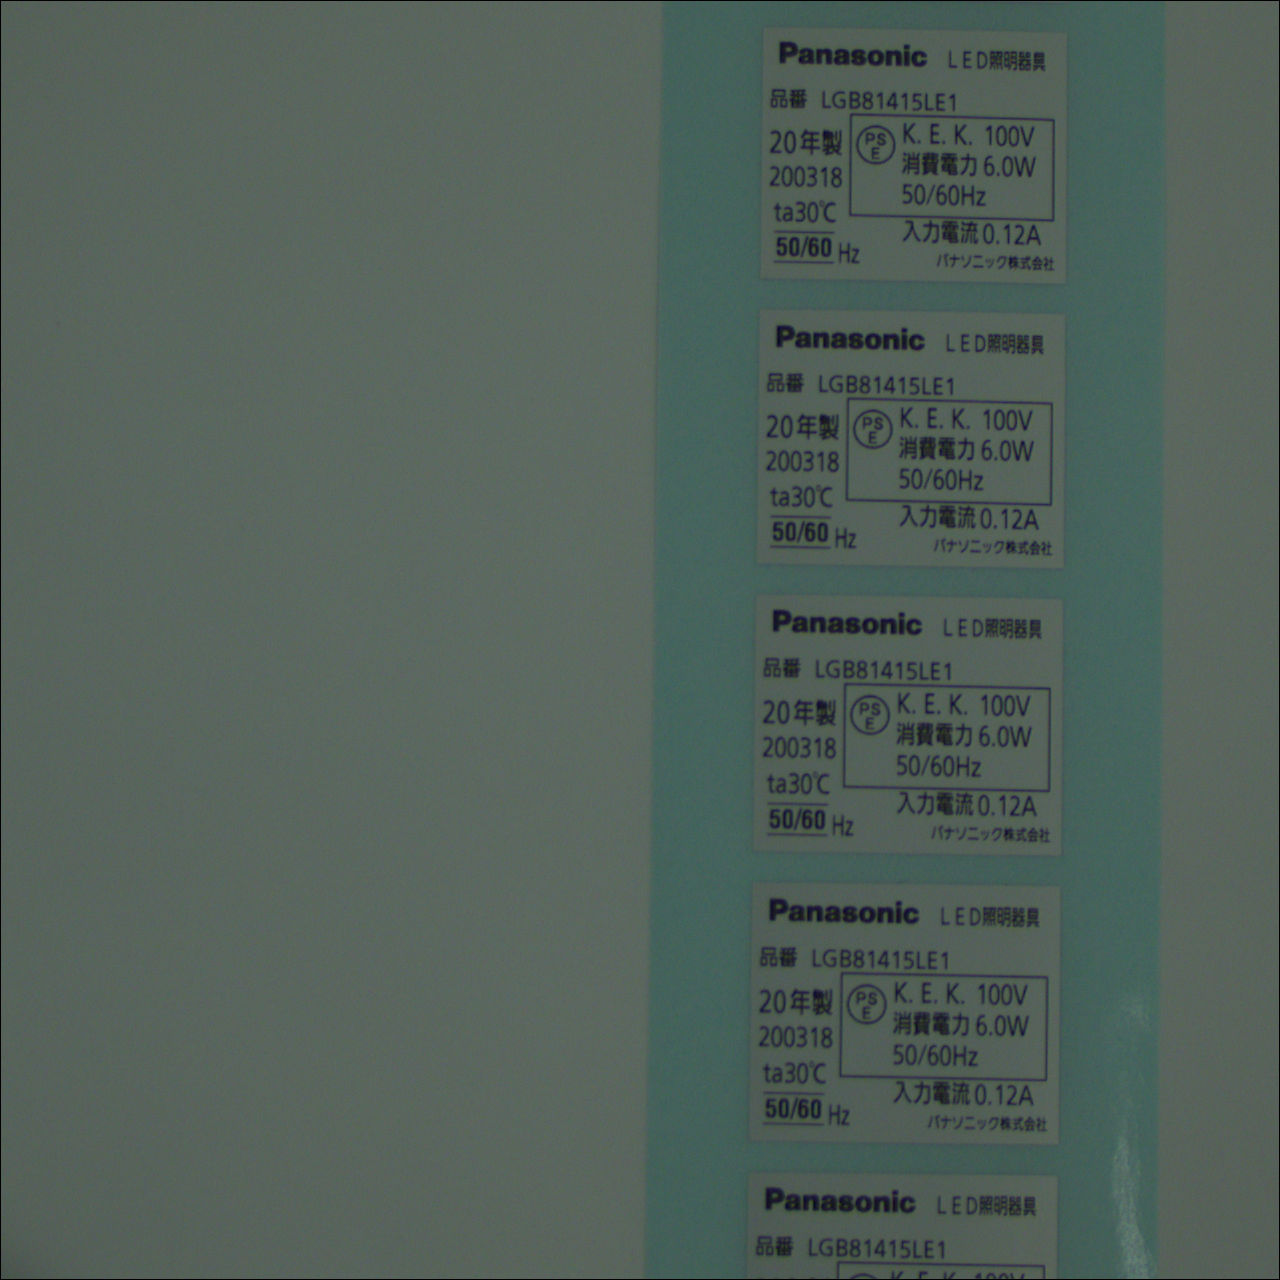 Panasonic LED照明器具
品番 LGB81415LE1
20年製
200318
ta30℃
50/60 Hz
PS
E
K. E. K. 100V
消費電力 6.0W
50/60Hz
入力電流 0.12A
パナソニック株式会社
Panasonic LED照明器具
品番 LGB81415LE1
20年製
200318
ta30℃
50/60 Hz
PS
E
K. E. K. 100V
消費電力 6.0W
50/60Hz
入力電流 0.12A
パナソニック株式会社
Panasonic LED照明器具
品番 LGB81415LE1
20年製
200318
ta30℃
50/60 Hz
PS
E
K. E. K. 100V
消費電力 6.0W
50/60Hz
入力電流 0.12A
パナソニック株式会社
Panasonic LED照明器具
品番 LGB81415LE1
20年製
200318
ta30℃
50/60 Hz
PS
E
K. E. K. 100V
消費電力 6.0W
50/60Hz
入力電流 0.12A
パナソニック株式会社
Panasonic LED照明器具
品番 LGB81415LE1
K. E. K. 100V